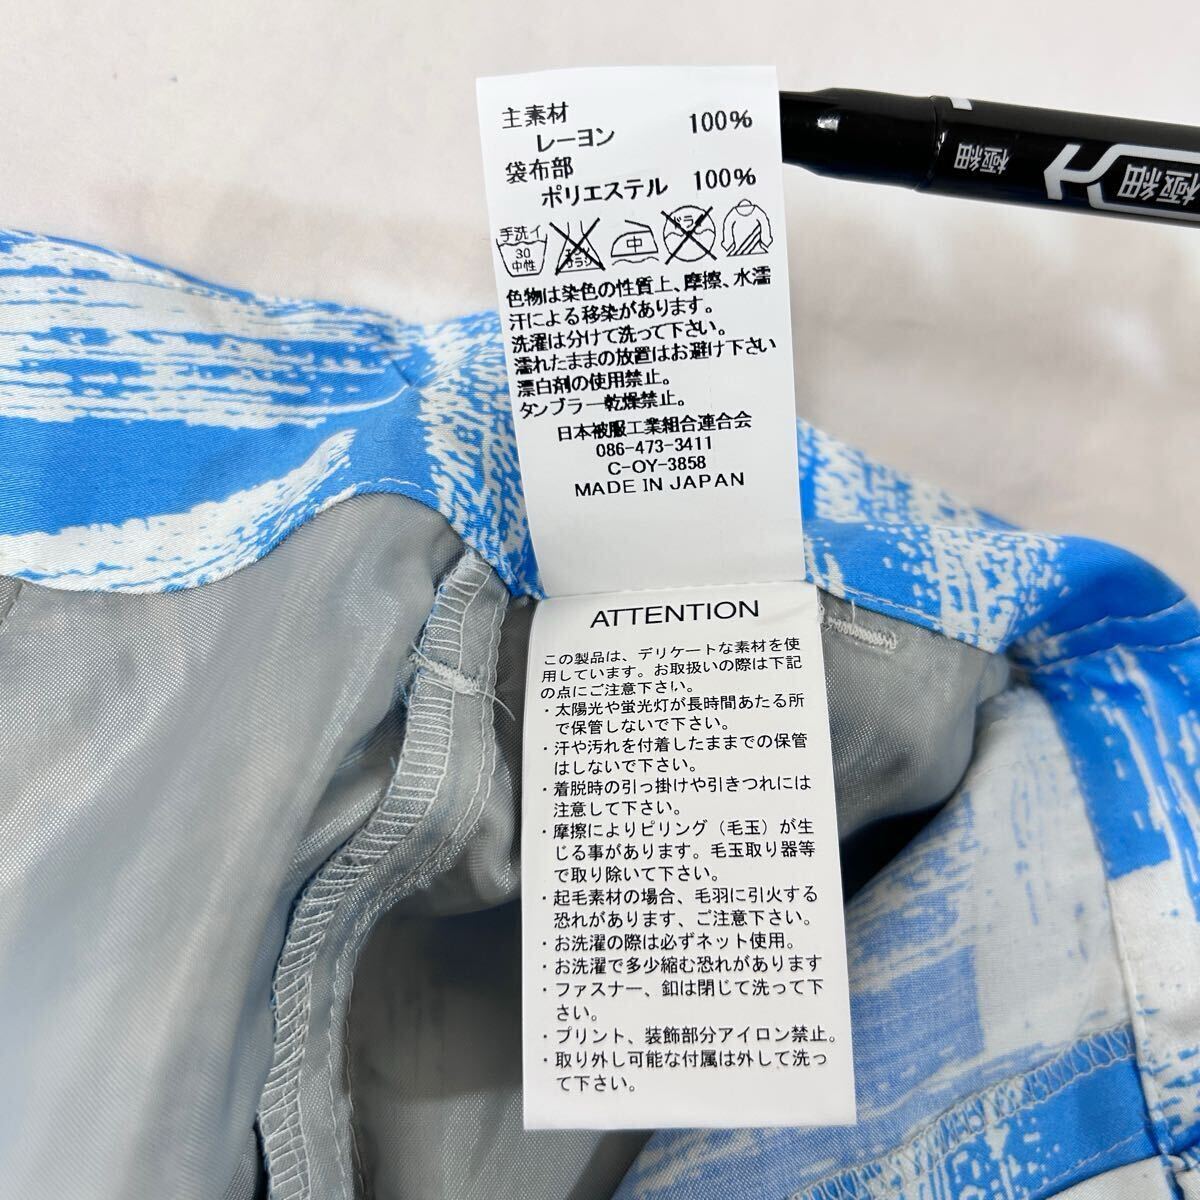 主素材
レーヨン 100%
袋布部
ポリエステル 100%
手洗イ
30
中性
エンソ
サラシ
中
ドライ
色物は染色の性質上、摩擦、水濡
汗による移染があります。
洗濯は分けて洗って下さい。
濡れたままの放置はお避け下さい
漂白剤の使用禁止。
タンブラー乾燥禁止。
日本被服工業組合連合会
086-473-3411
C-OY-3858
MADE IN JAPAN
ATTENTION
この製品は、デリケートな素材を使
用しています。お取扱いの際は下記
の点にご注意下さい。
・太陽光や蛍光灯が長時間あたる所
で保管しないで下さい。
・汗や汚れを付着したままでの保管
はしないで下さい。
・着脱時の引っ掛けや引きつれには
注意して下さい。
・摩擦によりピリング（毛玉）が生
じる事があります。毛玉取り器等
で取り除いて下さい。
・起毛素材の場合、毛羽に引火する
恐れがあります、ご注意下さい。
・お洗濯の際は必ずネット使用。
・お洗濯で多少縮む恐れがあります
・ファスナー、釦は閉じて洗って下
さい。
・プリント、装飾部分アイロン禁止。
・取り外し可能な付属は外して洗っ
て下さい。
極細
極細